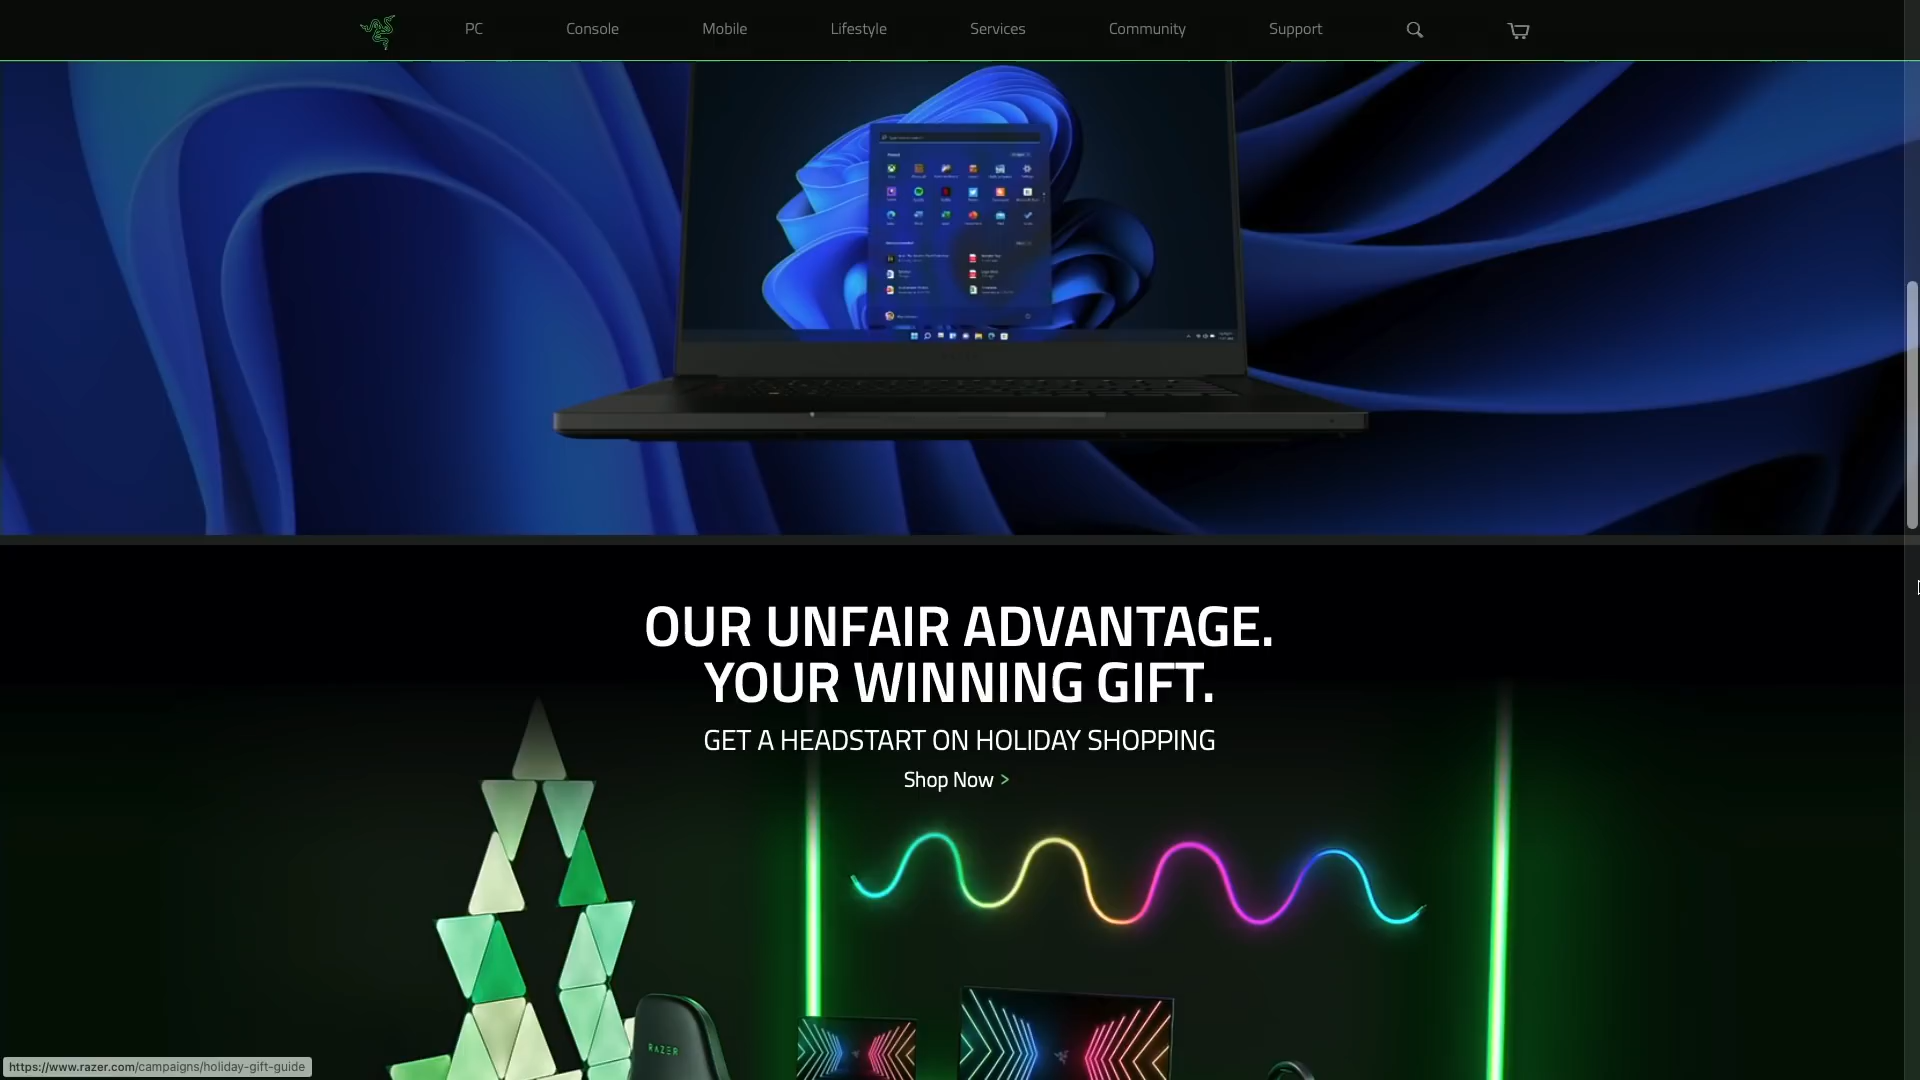 PC
Console
Mobile
Lifestyle
Services
Community
Support
OUR UNFAIR ADVANTAGE.
YOUR WINNING GIFT.
GET A HEADSTART ON HOLIDAY SHOPPING
Shop Now >
RAZER
https://www.razer.com/campaigns/holiday-gift-guide